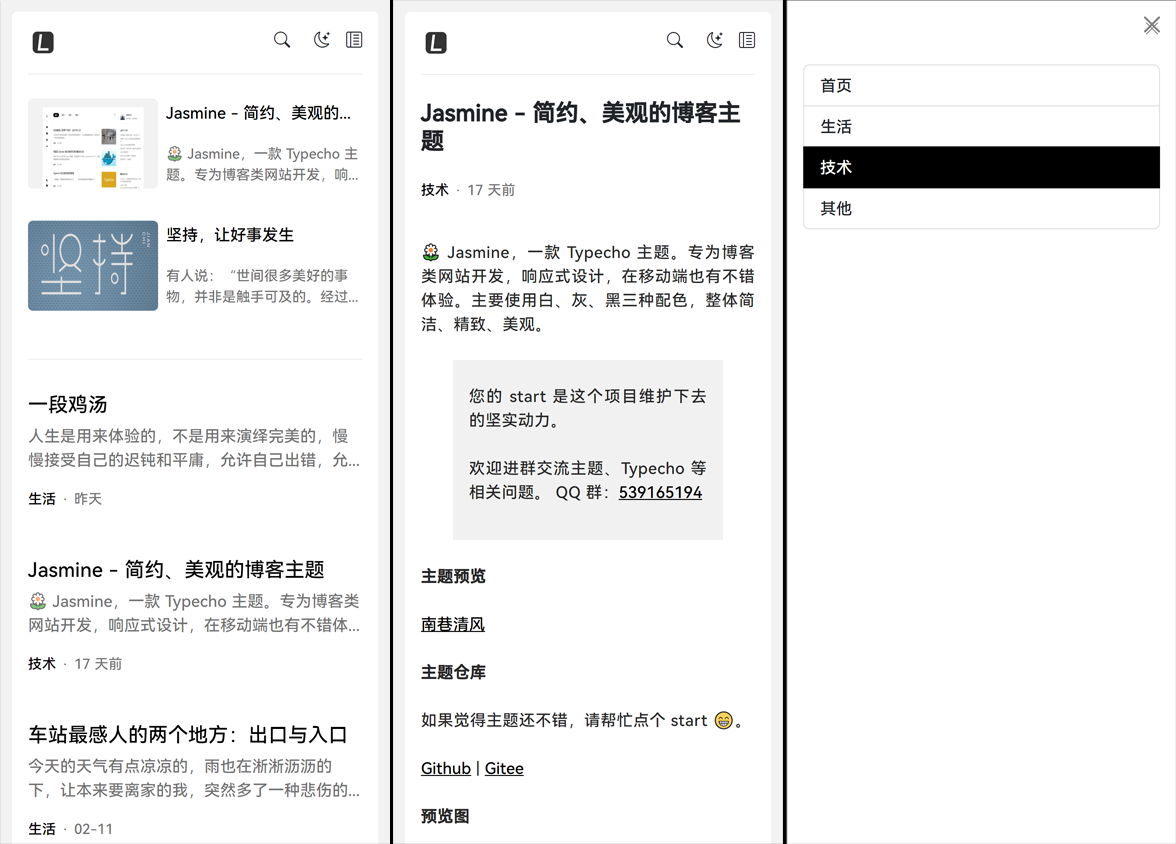 L
Jasmine - 简约、美观的...
🌼 Jasmine，一款 Typecho 主
题。专为博客类网站开发，响...
坚持
JIAN
CHI
坚持，让好事发生
有人说：“世间很多美好的事
物，并非是触手可及的。经过...
一段鸡汤
人生是用来体验的，不是用来演绎完美的，慢
慢接受自己的迟钝和平庸，允许自己出错，允...
生活 · 昨天
Jasmine - 简约、美观的博客主题
🌼 Jasmine，一款 Typecho 主题。专为博客类
网站开发，响应式设计，在移动端也有不错体...
技术 · 17 天前
车站最感人的两个地方：出口与入口
今天的天气有点凉凉的，雨也在淅淅沥沥的
下，让本来要离家的我，突然多了一种悲伤的...
生活 · 02-11
L
Jasmine - 简约、美观的博客主
题
技术 · 17 天前
🌼 Jasmine，一款 Typecho 主题。专为博客
类网站开发，响应式设计，在移动端也有不错
体验。主要使用白、灰、黑三种配色，整体简
洁、精致、美观。
您的 start 是这个项目维护下去
的坚实动力。
欢迎进群交流主题、Typecho 等
相关问题。 QQ 群：539165194
主题预览
南巷清风
主题仓库
如果觉得主题还不错，请帮忙点个 start 😁。
Github | Gitee
预览图
首页
生活
技术
其他